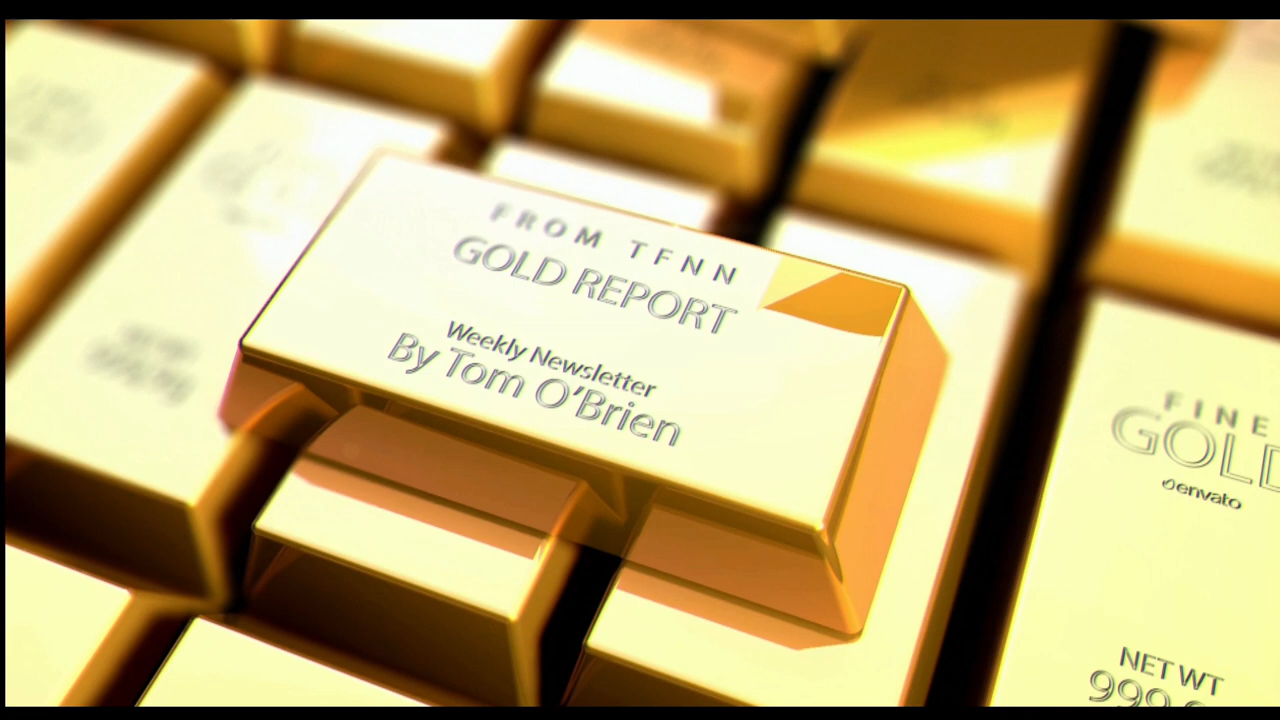 FROM TFNN
GOLD REPORT
Weekly Newsletter
By Tom O'Brien
FINE
GOLD
envato
NET WT